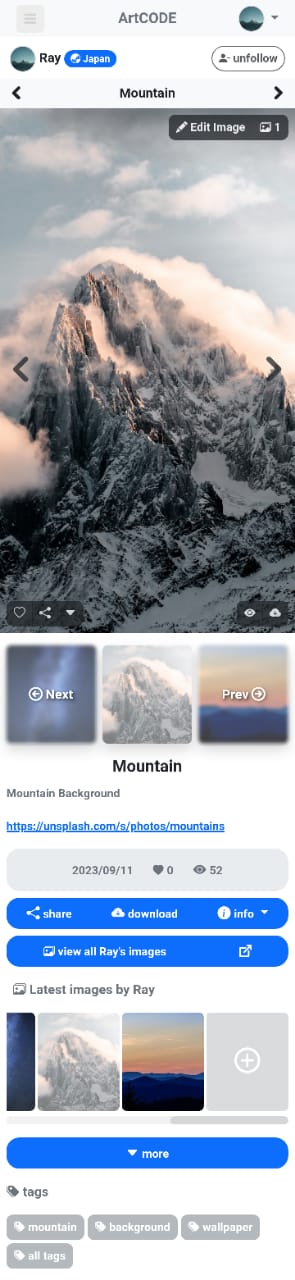 ArtCODE
Ray Japan unfollow
Mountain
Edit Image 1
Next Prev
Mountain
Mountain Background
https://unsplash.com/s/photos/mountains
2023/09/11 0 52
share download info
view all Ray's images
Latest images by Ray
more
tags
mountain background wallpaper
all tags